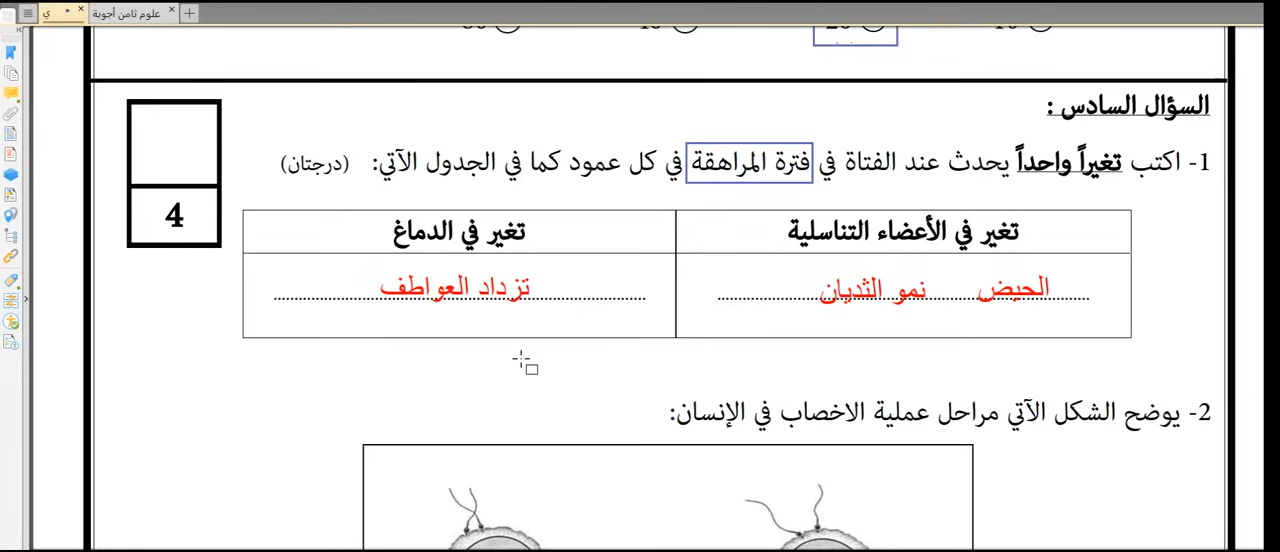 علوم ثامن أجوبة
ي
السؤال السادس :
1- اكتب تغيراً واحداً يحدث عند الفتاة في فترة المراهقة في كل عمود كما في الجدول الآتي: (درجتان)
4
تغير في الأعضاء التناسلية
تغير في الدماغ
الحيض نمو الثديان
تزداد العواطف
2- يوضح الشكل الآتي مراحل عملية الاخصاب في الإنسان: